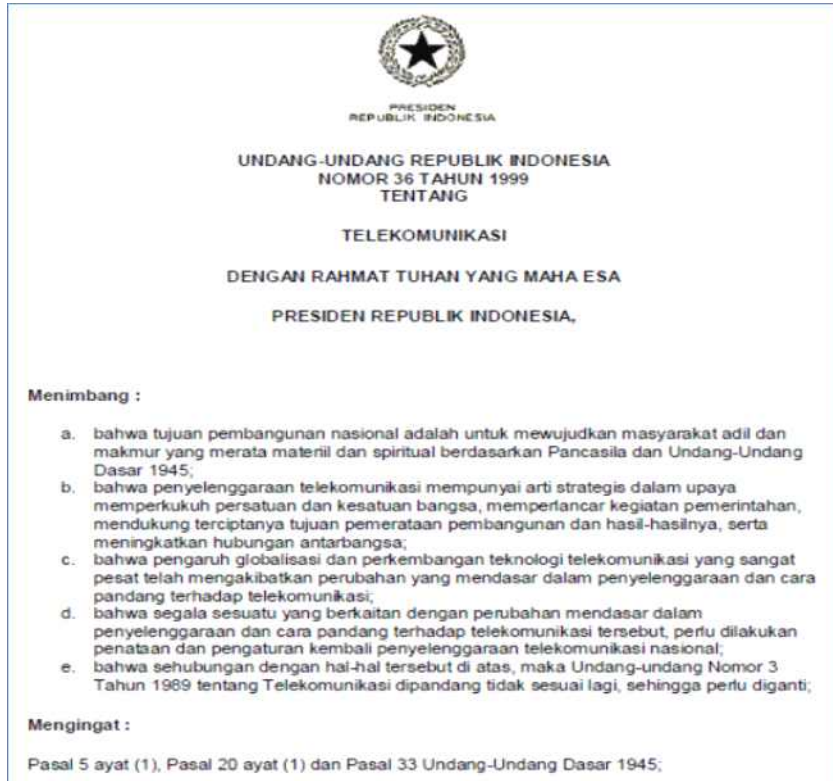 PRESIDEN
REPUBLIK INDONESIA
UNDANG-UNDANG REPUBLIK INDONESIA
NOMOR 36 TAHUN 1999
TENTANG
TELEKOMUNIKASI
DENGAN RAHMAT TUHAN YANG MAHA ESA
PRESIDEN REPUBLIK INDONESIA,
Menimbang :
a. bahwa tujuan pembangunan nasional adalah untuk mewujudkan masyarakat adil dan
makmur yang merata materiil dan spiritual berdasarkan Pancasila dan Undang-Undang
Dasar 1945;
b. bahwa penyelenggaraan telekomunikasi mempunyai arti strategis dalam upaya
memperkukuh persatuan dan kesatuan bangsa, memperlancar kegiatan pemerintahan,
mendukung terciptanya tujuan pemerataan pembangunan dan hasil-hasilnya, serta
meningkatkan hubungan antarbangsa;
c. bahwa pengaruh globalisasi dan perkembangan teknologi telekomunikasi yang sangat
pesat telah mengakibatkan perubahan yang mendasar dalam penyelenggaraan dan cara
pandang terhadap telekomunikasi;
d. bahwa segala sesuatu yang berkaitan dengan perubahan mendasar dalam
penyelenggaraan dan cara pandang terhadap telekomunikasi tersebut, perlu dilakukan
penataan dan pengaturan kembali penyelenggaraan telekomunikasi nasional;
e. bahwa sehubungan dengan hal-hal tersebut di atas, maka Undang-undang Nomor 3
Tahun 1989 tentang Telekomunikasi dipandang tidak sesuai lagi, sehingga perlu diganti;
Mengingat :
Pasal 5 ayat (1), Pasal 20 ayat (1) dan Pasal 33 Undang-Undang Dasar 1945;